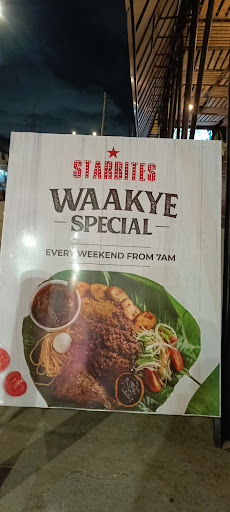 STARBITES
WAAKYE
SPECIAL
EVERY WEEKEND FROM 7AM